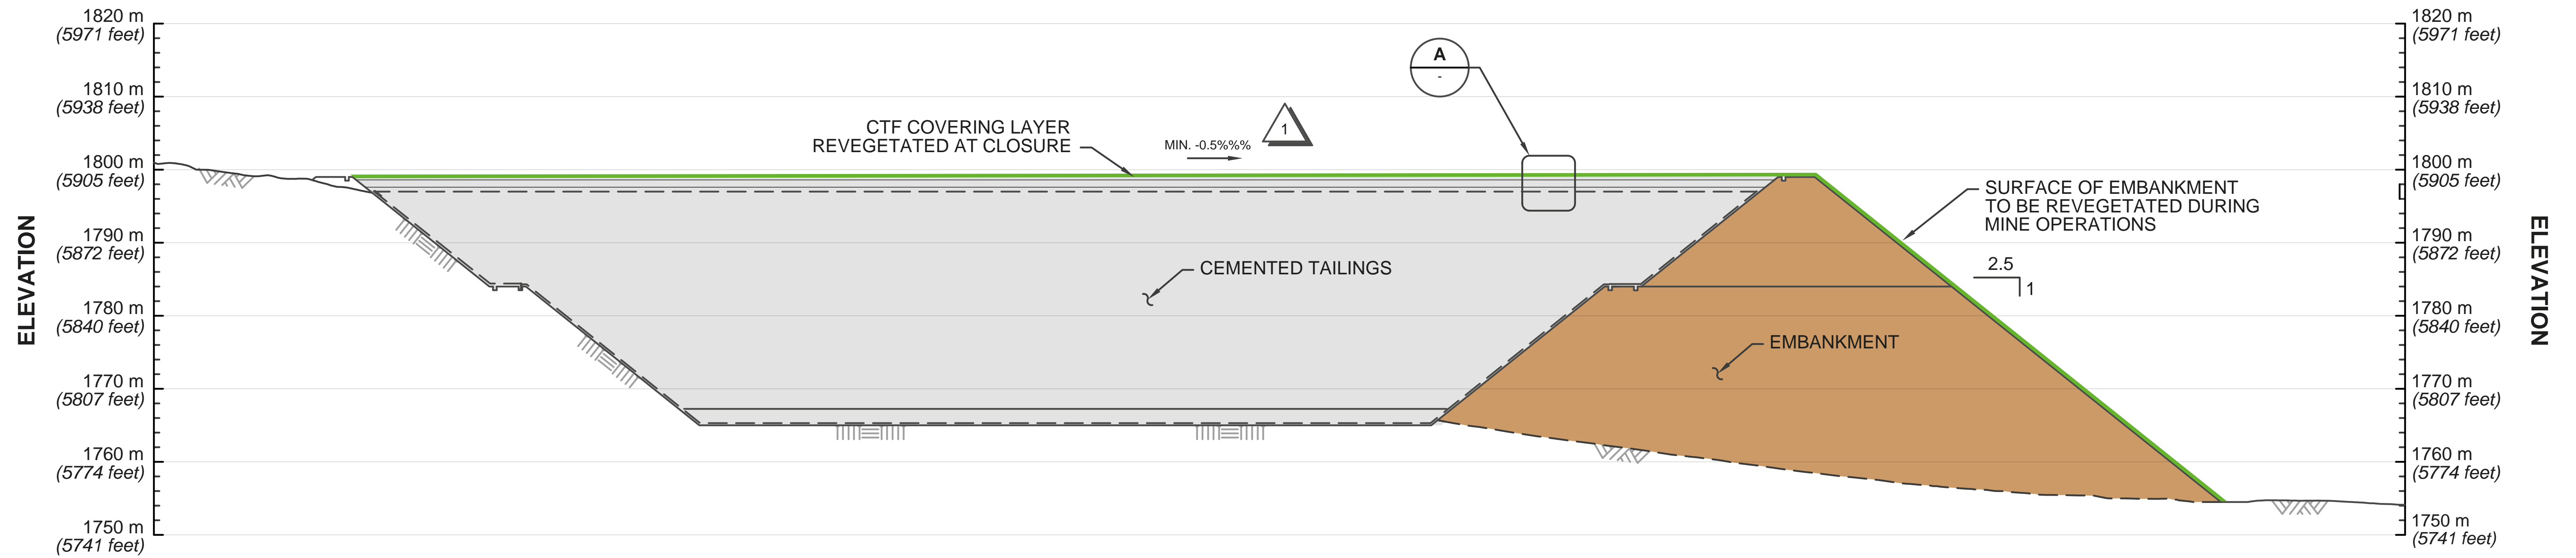 1820 m
(5971 feet)
1810 m
(5938 feet)
1800 m
(5905 feet)
1790 m
(5872 feet)
1780 m
(5840 feet)
1770 m
(5807 feet)
1760 m
(5774 feet)
1750 m
(5741 feet)
ELEVATION
CTF COVERING LAYER
REVEGETATED AT CLOSURE
MIN. -0.5%%%
1
A
-
CEMENTED TAILINGS
EMBANKMENT
SURFACE OF EMBANKMENT
TO BE REVEGETATED DURING
MINE OPERATIONS
2.5
1
1820 m
(5971 feet)
1810 m
(5938 feet)
1800 m
(5905 feet)
1790 m
(5872 feet)
1780 m
(5840 feet)
1770 m
(5807 feet)
1760 m
(5774 feet)
1750 m
(5741 feet)
ELEVATION